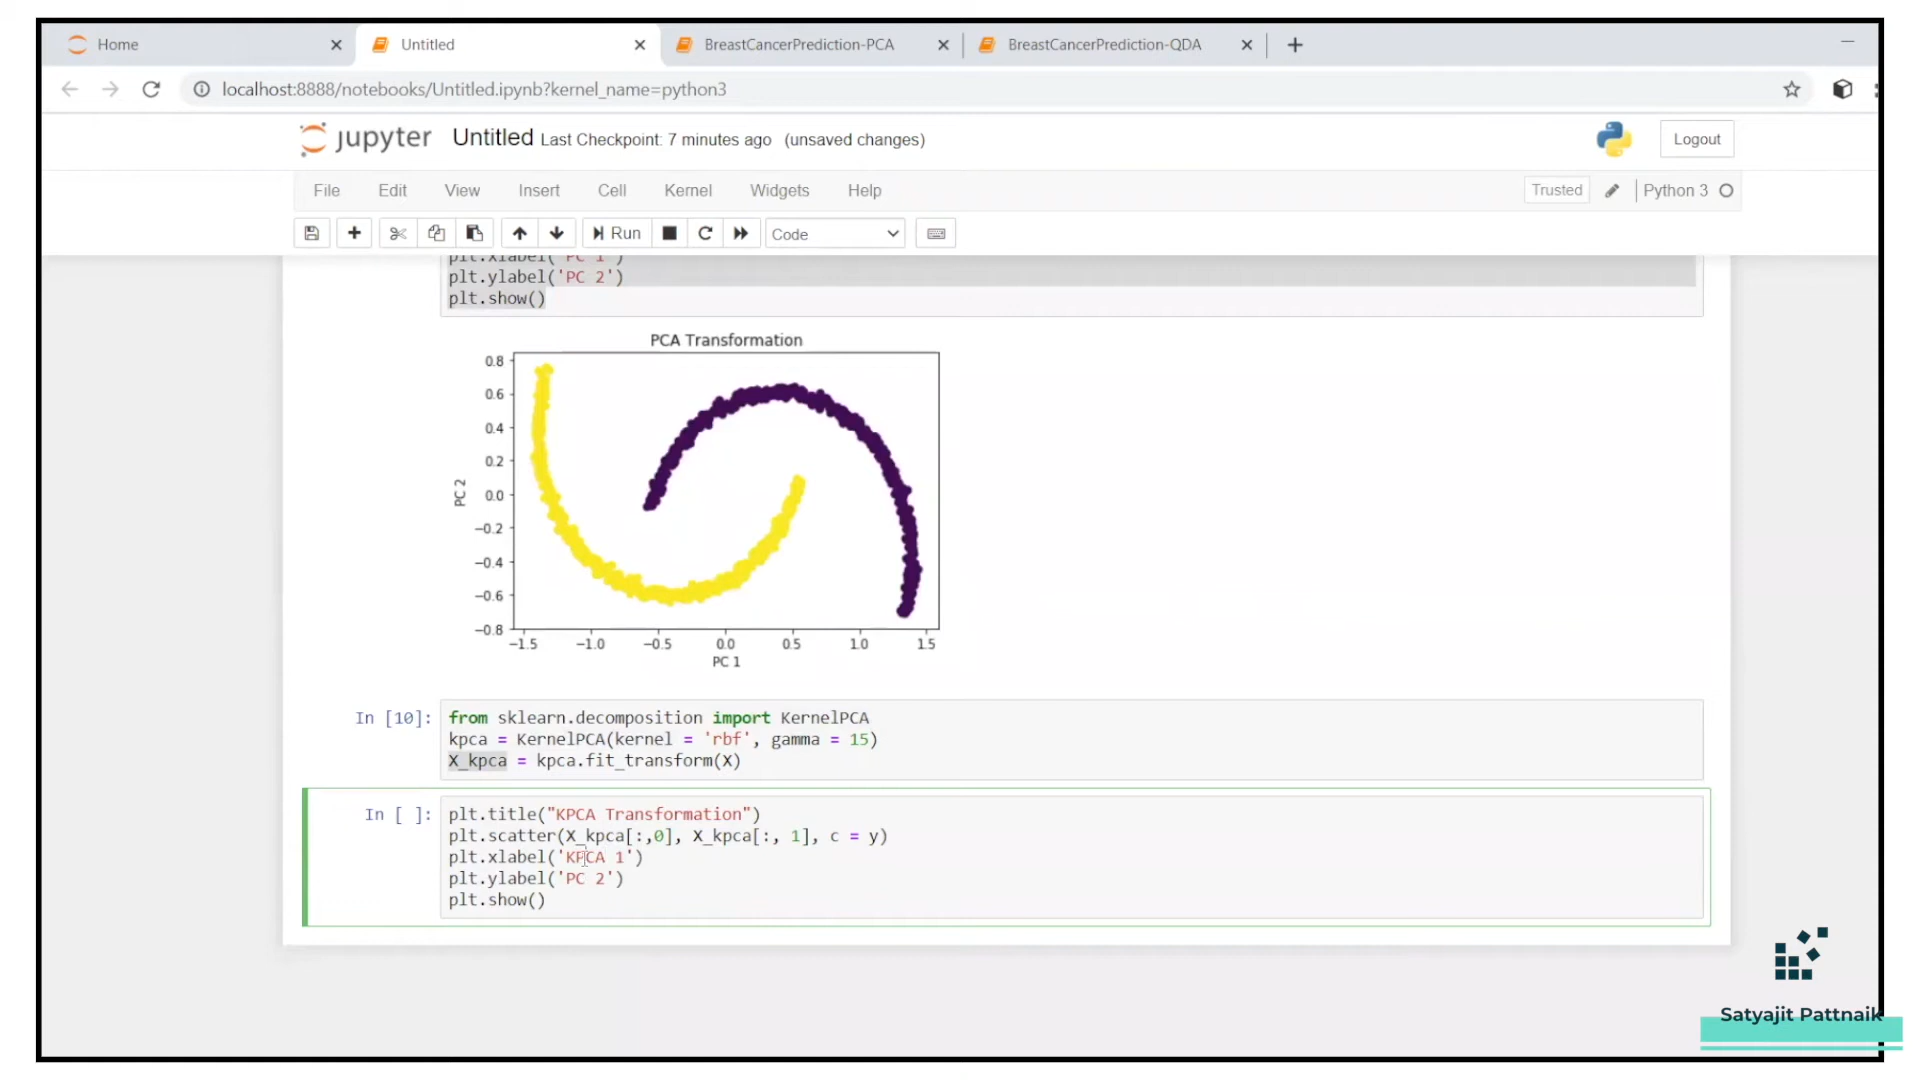 Home
Untitled
BreastCancerPrediction-PCA
BreastCancerPrediction-QDA
localhost:8888/notebooks/Untitled.ipynb?kernel_name=python3
jupyter Untitled Last Checkpoint: 7 minutes ago (unsaved changes)
Logout
File Edit View Insert Cell Kernel Widgets Help
Trusted Python 3
Run Code
plt.xlabel('PC 1')
plt.ylabel('PC 2')
plt.show()
PCA Transformation
0.8
0.6
0.4
0.2
0.0
−0.2
−0.4
−0.6
−0.8
PC 2
−1.5 −1.0 −0.5 0.0 0.5 1.0 1.5
PC 1
In [10]: from sklearn.decomposition import KernelPCA
kpca = KernelPCA(kernel = 'rbf', gamma = 15)
X_kpca = kpca.fit_transform(X)
In [ ]: plt.title("KPCA Transformation")
plt.scatter(X_kpca[:,0], X_kpca[:, 1], c = y)
plt.xlabel('KPCA 1')
plt.ylabel('PC 2')
plt.show()
Satyajit Pattnaik